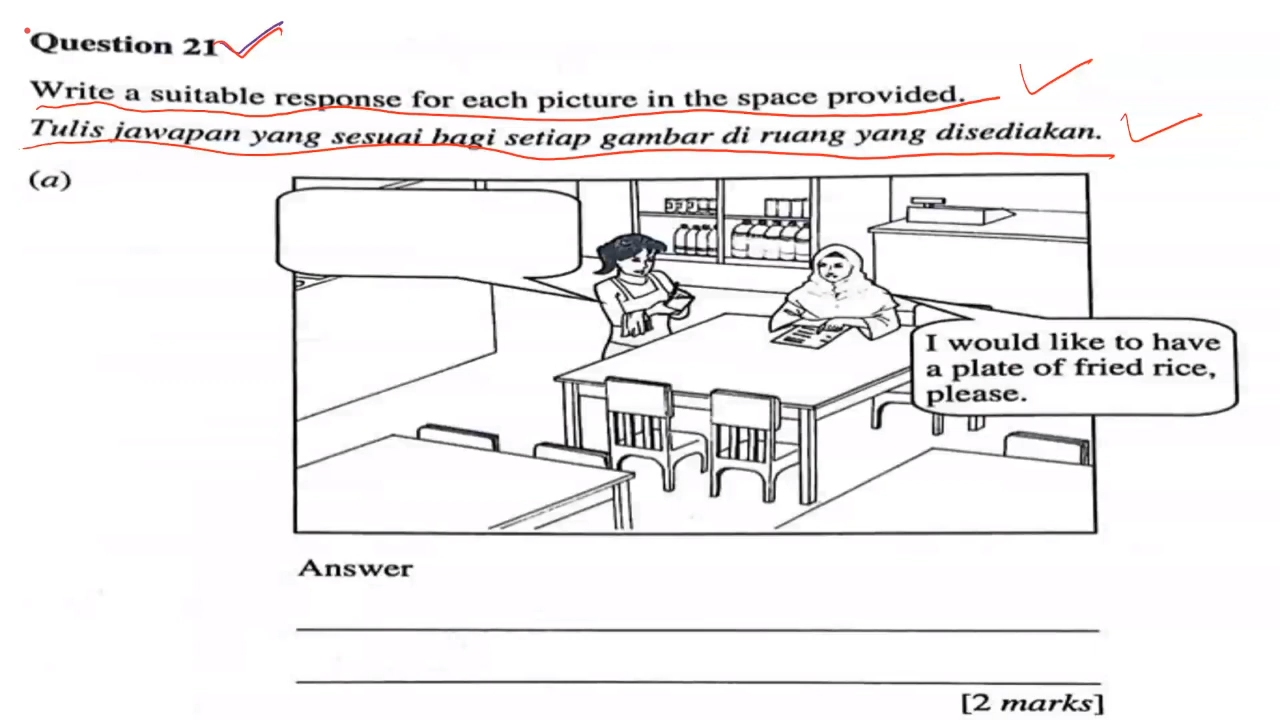 Question 21
Write a suitable response for each picture in the space provided.
Tulis jawapan yang sesuai bagi setiap gambar di ruang yang disediakan.
(a)
I would like to have
a plate of fried rice,
please.
Answer
[2 marks]